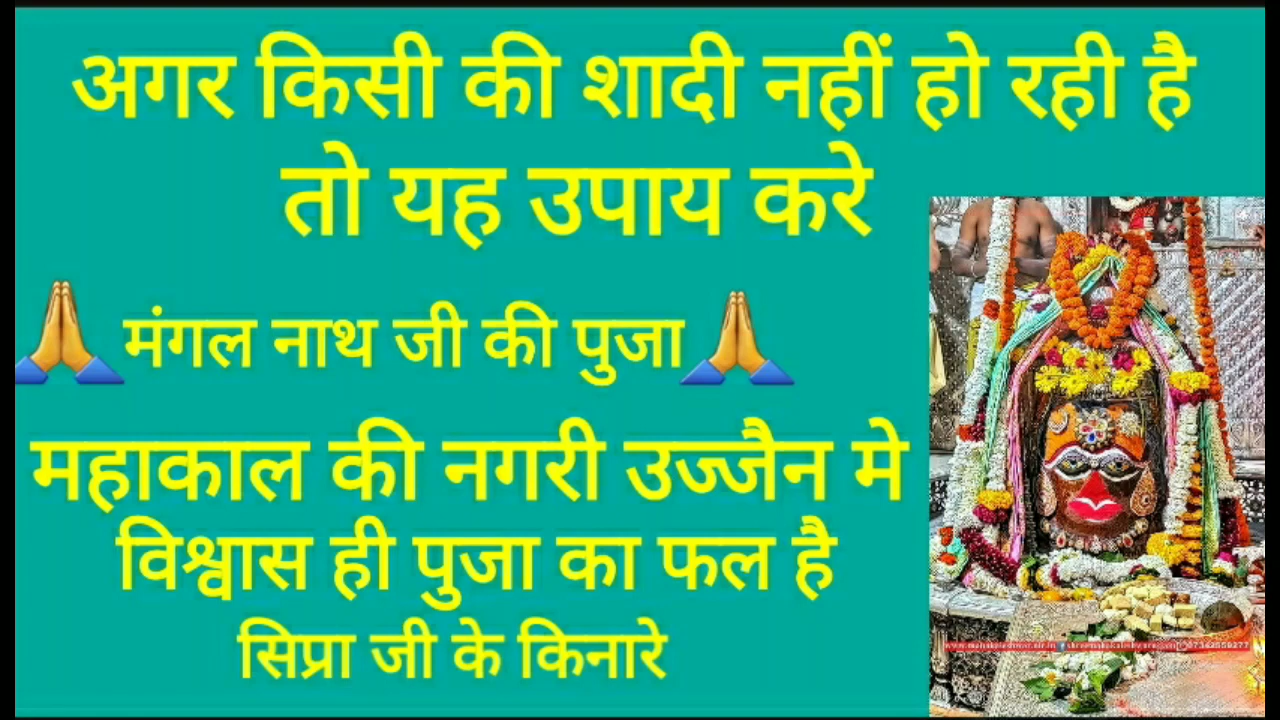 अगर किसी की शादी नहीं हो रही है
तो यह उपाय करे
मंगल नाथ जी की पुजा
महाकाल की नगरी उज्जैन मे
विश्वास ही पुजा का फल है
सिप्रा जी के किनारे